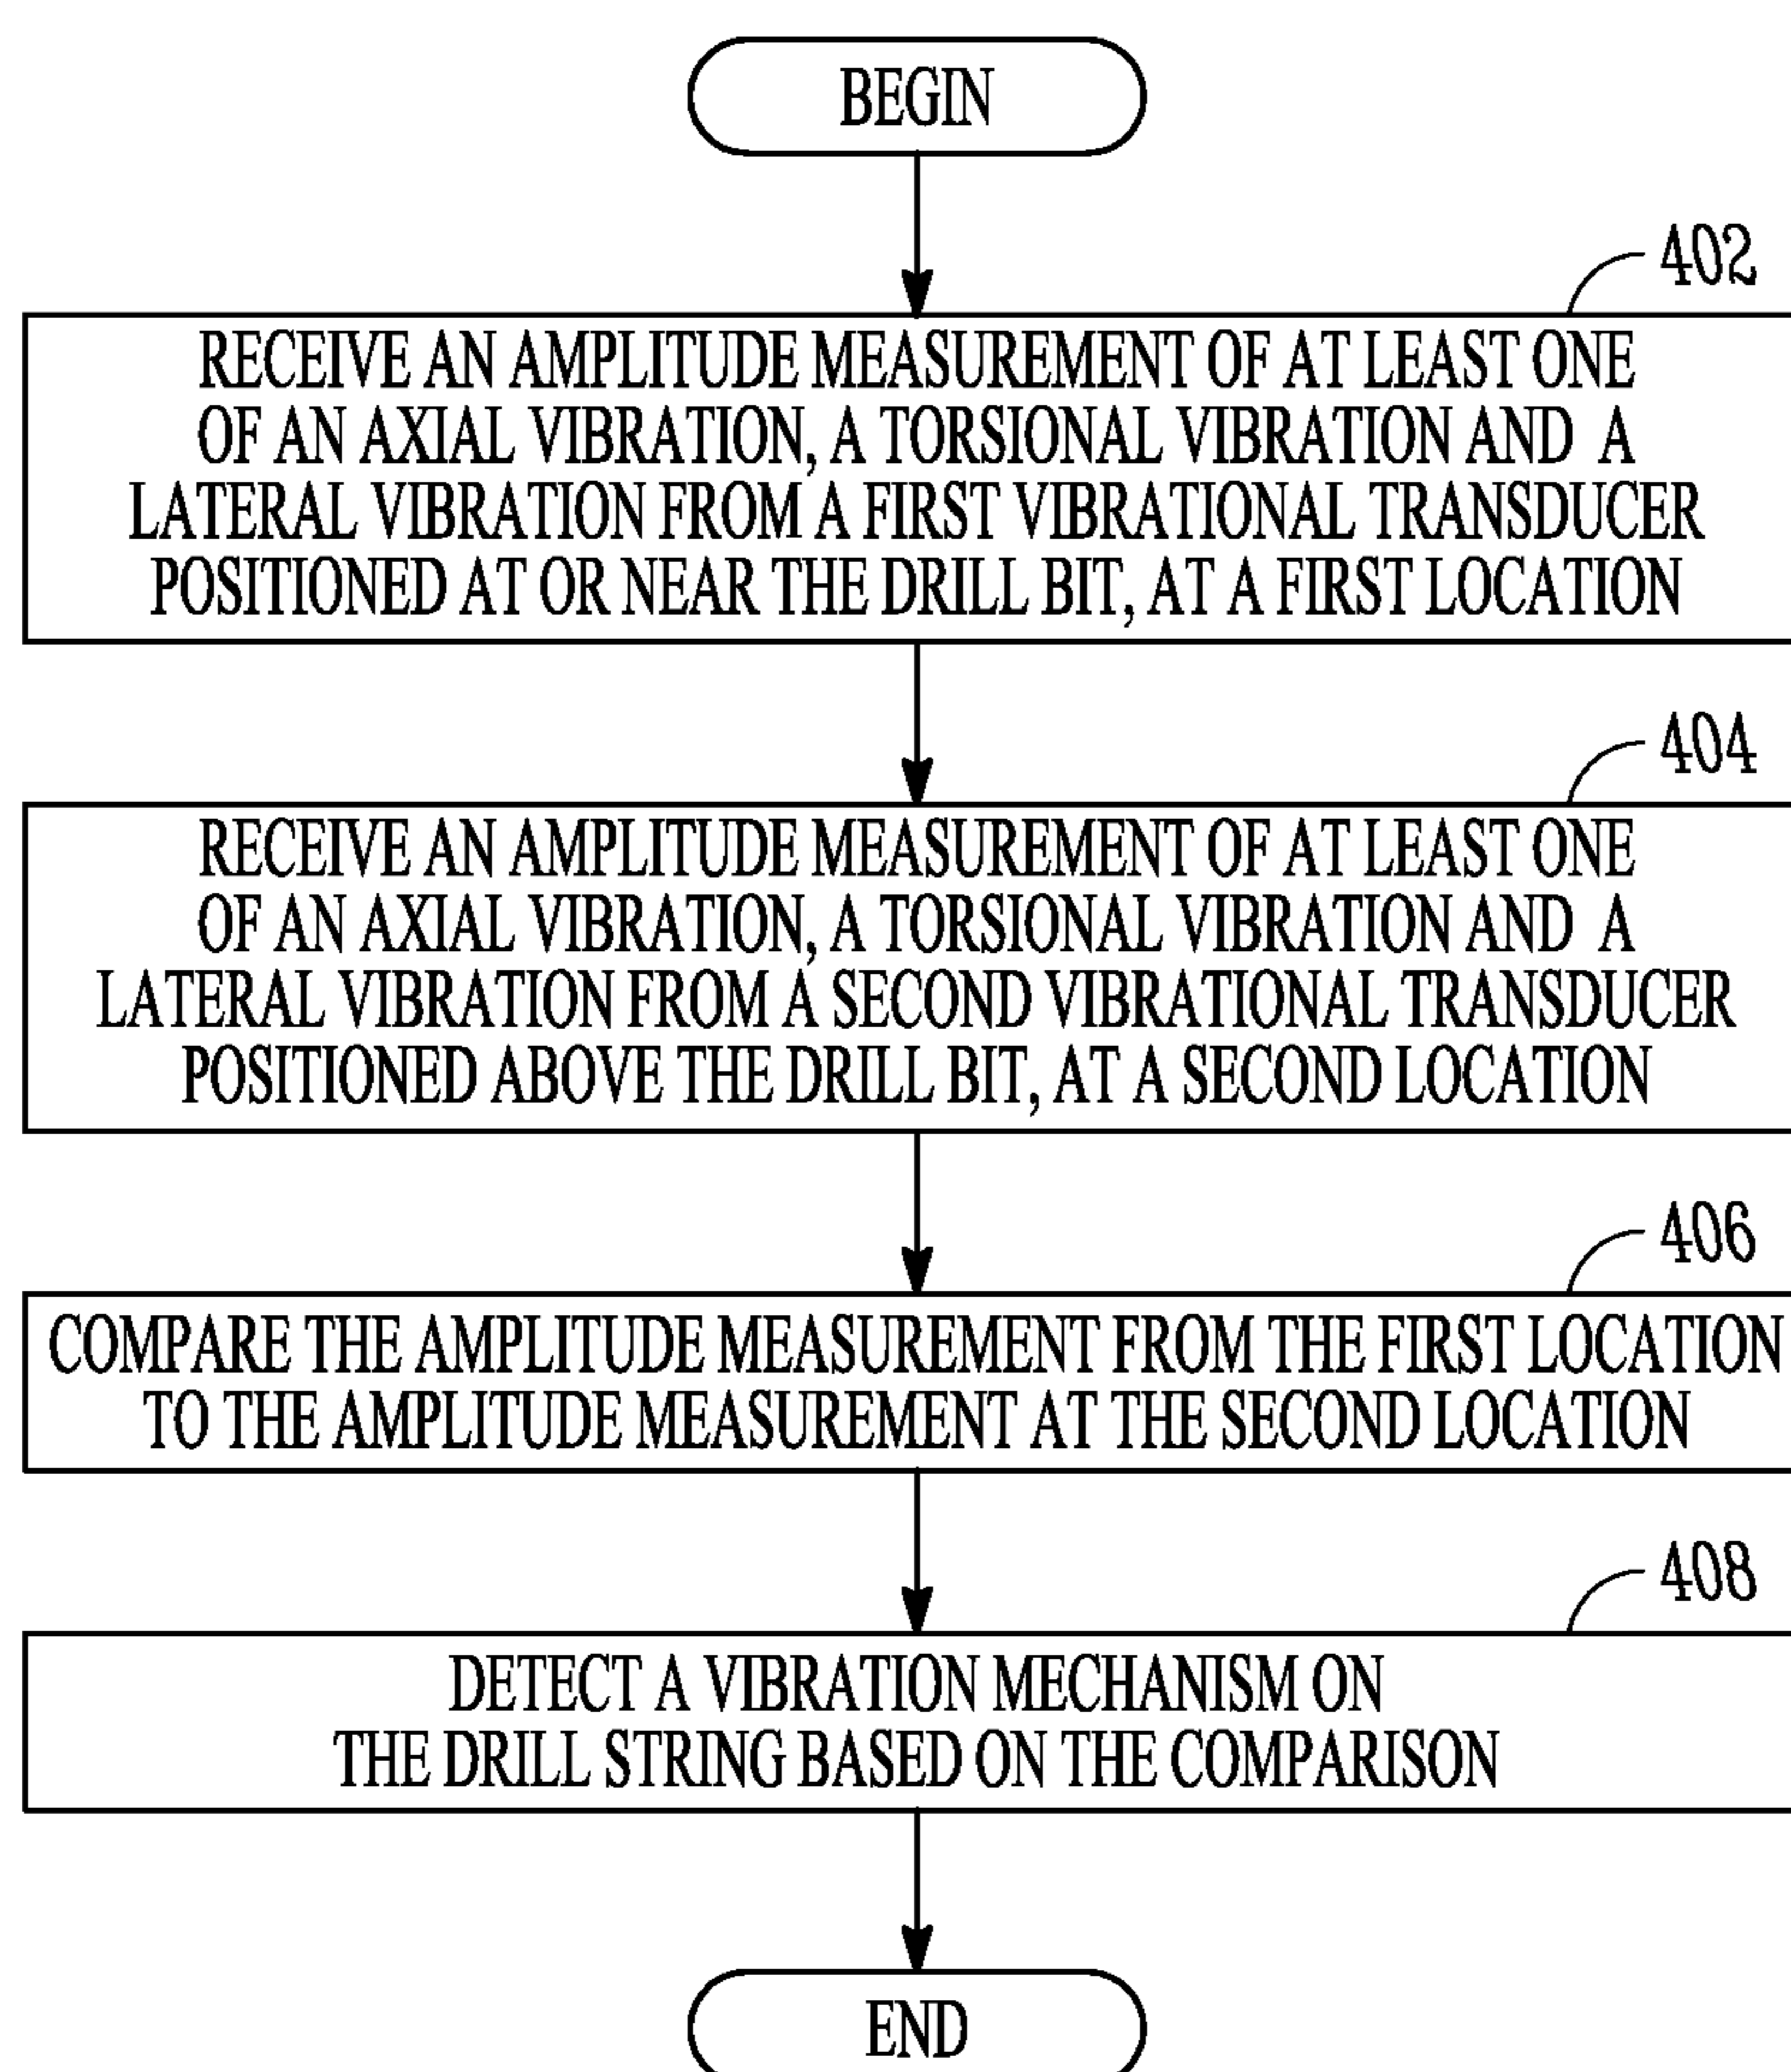 BEGIN
402
RECEIVE AN AMPLITUDE MEASUREMENT OF AT LEAST ONE
OF AN AXIAL VIBRATION, A TORSIONAL VIBRATION AND A
LATERAL VIBRATION FROM A FIRST VIBRATIONAL TRANSDUCER
POSITIONED AT OR NEAR THE DRILL BIT, AT A FIRST LOCATION
404
RECEIVE AN AMPLITUDE MEASUREMENT OF AT LEAST ONE
OF AN AXIAL VIBRATION, A TORSIONAL VIBRATION AND A
LATERAL VIBRATION FROM A SECOND VIBRATIONAL TRANSDUCER
POSITIONED ABOVE THE DRILL BIT, AT A SECOND LOCATION
406
COMPARE THE AMPLITUDE MEASUREMENT FROM THE FIRST LOCATION
TO THE AMPLITUDE MEASUREMENT AT THE SECOND LOCATION
408
DETECT A VIBRATION MECHANISM ON
THE DRILL STRING BASED ON THE COMPARISON
END